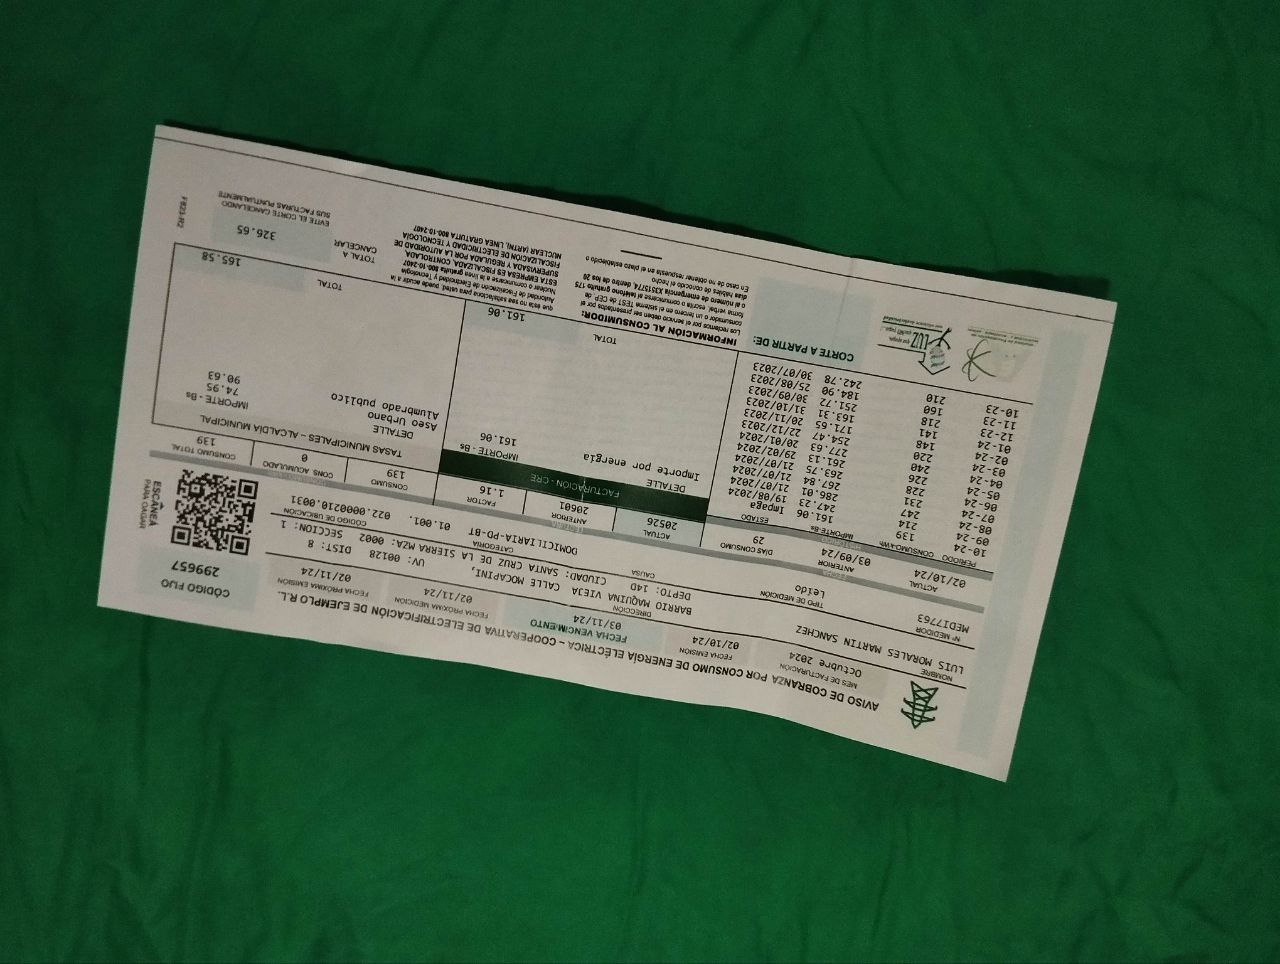 AVISO DE COBRANZA POR CONSUMO DE ENERGÍA ELÉCTRICA – COOPERATIVA DE ELECTRIFICACIÓN DE EJEMPLO R.L.
MES DE FACTURACIÓN
Octubre 2024
FECHA EMISIÓN
02/10/24
FECHA VENCIMIENTO
03/11/24
FECHA PRÓXIMA MEDICIÓN
02/11/24
FECHA PRÓXIMA EMISIÓN
02/11/24
CÓDIGO FIJO
299657
NOMBRE
LUIS MORALES MARTIN SANCHEZ
DIRECCIÓN
BARRIO MAQUINA VIEJA CALLE MOCAPINI, UV: 00128 DIST: 8
DEPTO: 14D CIUDAD: SANTA CRUZ DE LA SIERRA MZA: 0002 SECCION: 1
N° MEDIDOR
MEDI7763
TIPO DE MEDICIÓN
Leído
CAUSA
CATEGORÍA
DOMICILIARIA-PD-BT
CÓDIGO DE UBICACIÓN
01.001. 022.0000210.0031
ESCANEÁ
PARA PAGAR
FECHA
ACTUAL
02/10/24
ANTERIOR
03/09/24
DIAS CONSUMO
29
LECTURA
ACTUAL
20526
ANTERIOR
20601
FACTOR
1.16
CONSUMO
139
CONS ACUMULADO
0
CONSUMO TOTAL
139
PERIODO CONSUMO-kWh IMPORTE-Bs ESTADO
10-24 139 161.06 Impaga
09-24 214 247.23 19/08/2024
08-24 231 286.01 21/07/2024
07-24 247 267.84 21/07/2024
06-24 228 263.75 21/07/2024
05-24 226 261.13 29/02/2024
04-24 240 277.63 20/01/2024
03-24 220 254.47 22/12/2023
02-24 148 171.65 20/11/2023
01-24 141 163.31 31/10/2023
12-23 218 251.72 30/09/2023
11-23 160 184.90 25/08/2023
10-23 210 242.78 30/07/2023
FACTURACIÓN - CRE
DETALLE IMPORTE - Bs
Importe por energía 161.06
TOTAL 161.06
TASAS MUNICIPALES – ALCALDÍA MUNICIPAL
DETALLE IMPORTE - Bs
Aseo Urbano 74.95
Alumbrado público 90.63
TOTAL 165.58
LUZ
CORTE A PARTIR DE:
INFORMACIÓN AL CONSUMIDOR:
Los reclamos por el servicio deben ser presentados por el
consumidor o un tercero en el sistema TEST de CEP, de
forma verbal, escrita o comunicarse al teléfono gratuito 175
o al número de emergencia 33515774, dentro de los 20
días hábiles de conocido el hecho
En caso de no obtener respuesta en el plazo establecido o
que ésta no sea satisfactoria para usted, puede acudir a la
Autoridad de Fiscalización de Electricidad y Tecnología
Nuclear o comunicarse a la línea gratuita 800-10-2407
ESTA EMPRESA ES FISCALIZADA, CONTROLADA,
SUPERVISADA Y REGULADA POR LA AUTORIDAD DE
FISCALIZACIÓN DE ELECTRICIDAD Y TECNOLOGÍA
NUCLEAR (AETN), LINEA GRATUITA 800-10-2407
TOTAL A
CANCELAR
326.65
EVITE EL CORTE CANCELANDO
SUS FACTURAS PUNTUALMENTE